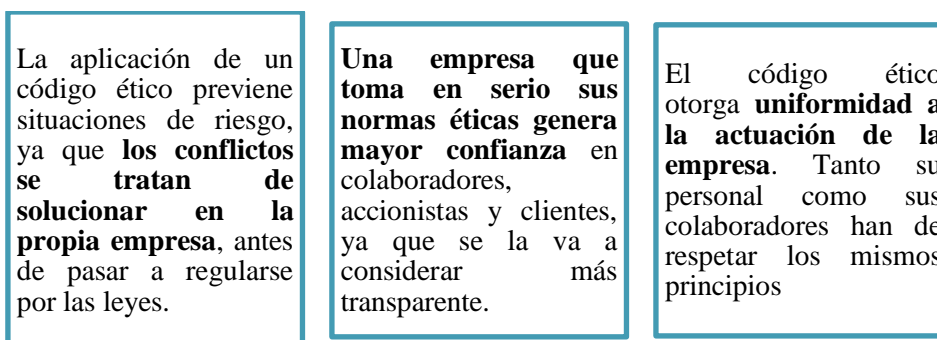 La aplicación de un
código ético previene
situaciones de riesgo,
ya que los conflictos
se tratan de
solucionar en la
propia empresa, antes
de pasar a regularse
por las leyes.
Una empresa que
toma en serio sus
normas éticas genera
mayor confianza en
colaboradores,
accionistas y clientes,
ya que se la va a
considerar más
transparente.
El código ético
otorga uniformidad a
la actuación de la
empresa. Tanto su
personal como sus
colaboradores han de
respetar los mismos
principios